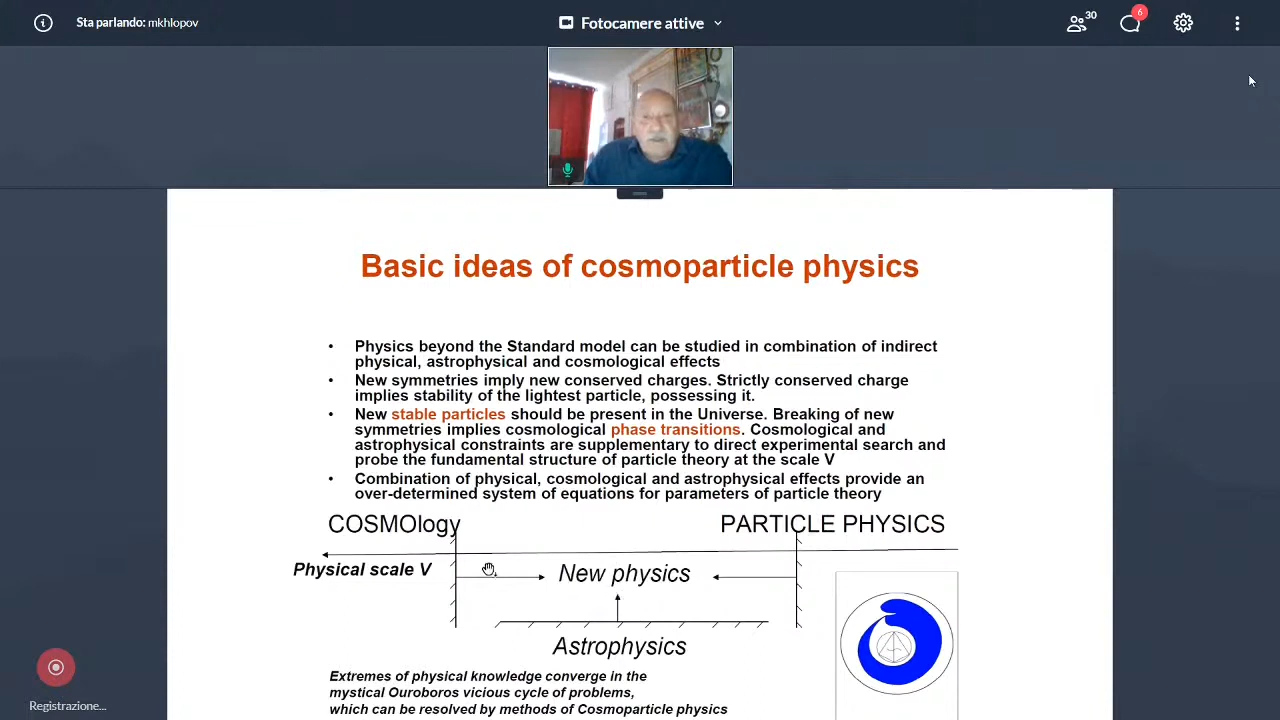 Sta parlando: mkhlopov
Fotocamere attive
30
6
Basic ideas of cosmoparticle physics
• Physics beyond the Standard model can be studied in combination of indirect
physical, astrophysical and cosmological effects
• New symmetries imply new conserved charges. Strictly conserved charge
implies stability of the lightest particle, possessing it.
• New stable particles should be present in the Universe. Breaking of new
symmetries implies cosmological phase transitions. Cosmological and
astrophysical constraints are supplementary to direct experimental search and
probe the fundamental structure of particle theory at the scale V
• Combination of physical, cosmological and astrophysical effects provide an
over-determined system of equations for parameters of particle theory
COSMOlogy
PARTICLE PHYSICS
Physical scale V
New physics
Astrophysics
Extremes of physical knowledge converge in the
mystical Ouroboros vicious cycle of problems,
which can be resolved by methods of Cosmoparticle physics
Registrazione...